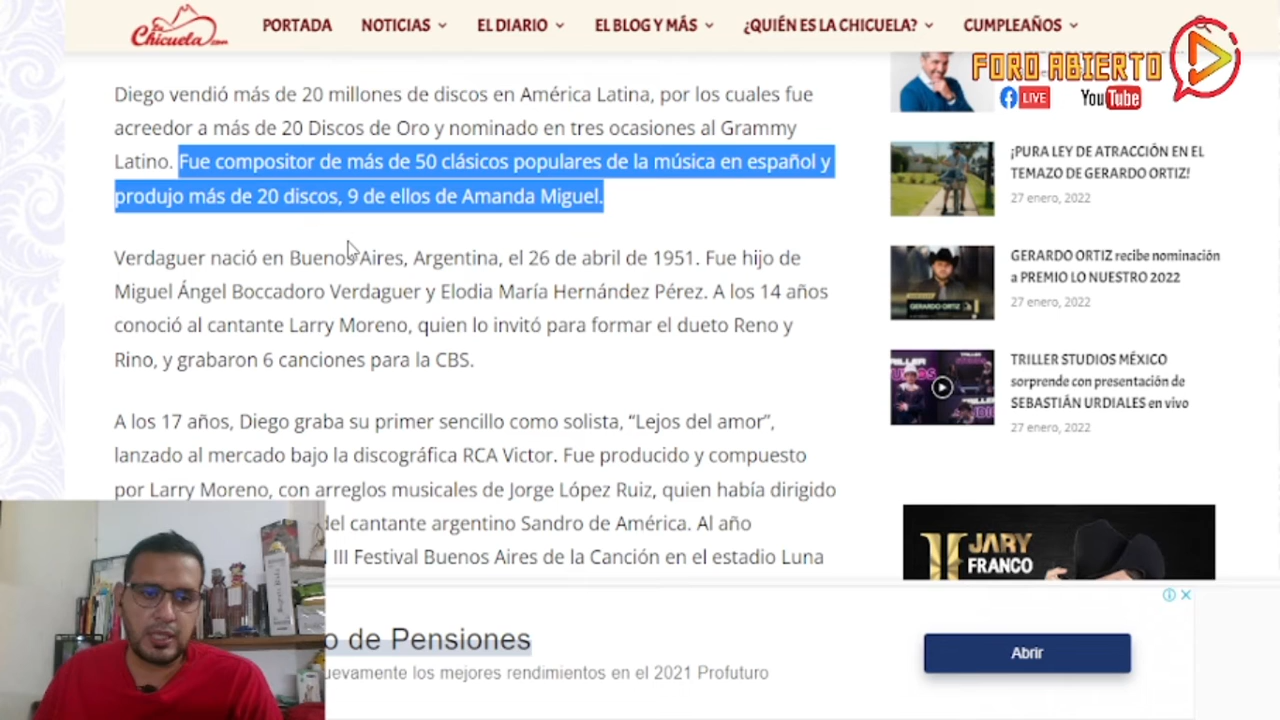 La Chicuela.com
PORTADA
NOTICIAS
EL DIARIO
EL BLOG Y MÁS
¿QUIÉN ES LA CHICUELA?
CUMPLEAÑOS
FORO ABIERTO
LIVE
YouTube
Diego vendió más de 20 millones de discos en América Latina, por los cuales fue
acreedor a más de 20 Discos de Oro y nominado en tres ocasiones al Grammy
Latino. Fue compositor de más de 50 clásicos populares de la música en español y
produjo más de 20 discos, 9 de ellos de Amanda Miguel.
Verdaguer nació en Buenos Aires, Argentina, el 26 de abril de 1951. Fue hijo de
Miguel Ángel Boccadoro Verdaguer y Elodia María Hernández Pérez. A los 14 años
conoció al cantante Larry Moreno, quien lo invitó para formar el dueto Reno y
Rino, y grabaron 6 canciones para la CBS.
A los 17 años, Diego graba su primer sencillo como solista, “Lejos del amor”,
lanzado al mercado bajo la discográfica RCA Victor. Fue producido y compuesto
por Larry Moreno, con arreglos musicales de Jorge López Ruiz, quien había dirigido
del cantante argentino Sandro de América. Al año
III Festival Buenos Aires de la Canción en el estadio Luna
¡PURA LEY DE ATRACCIÓN EN EL
TEMAZO DE GERARDO ORTIZ!
27 enero, 2022
GERARDO ORTIZ recibe nominación
a PREMIO LO NUESTRO 2022
27 enero, 2022
GERARDO ORTIZ
TRILLER STUDIOS MÉXICO
sorprende con presentación de
SEBASTIÁN URDIALES en vivo
27 enero, 2022
JARY
FRANCO
o de Pensiones
uevamente los mejores rendimientos en el 2021 Profuturo
Abrir